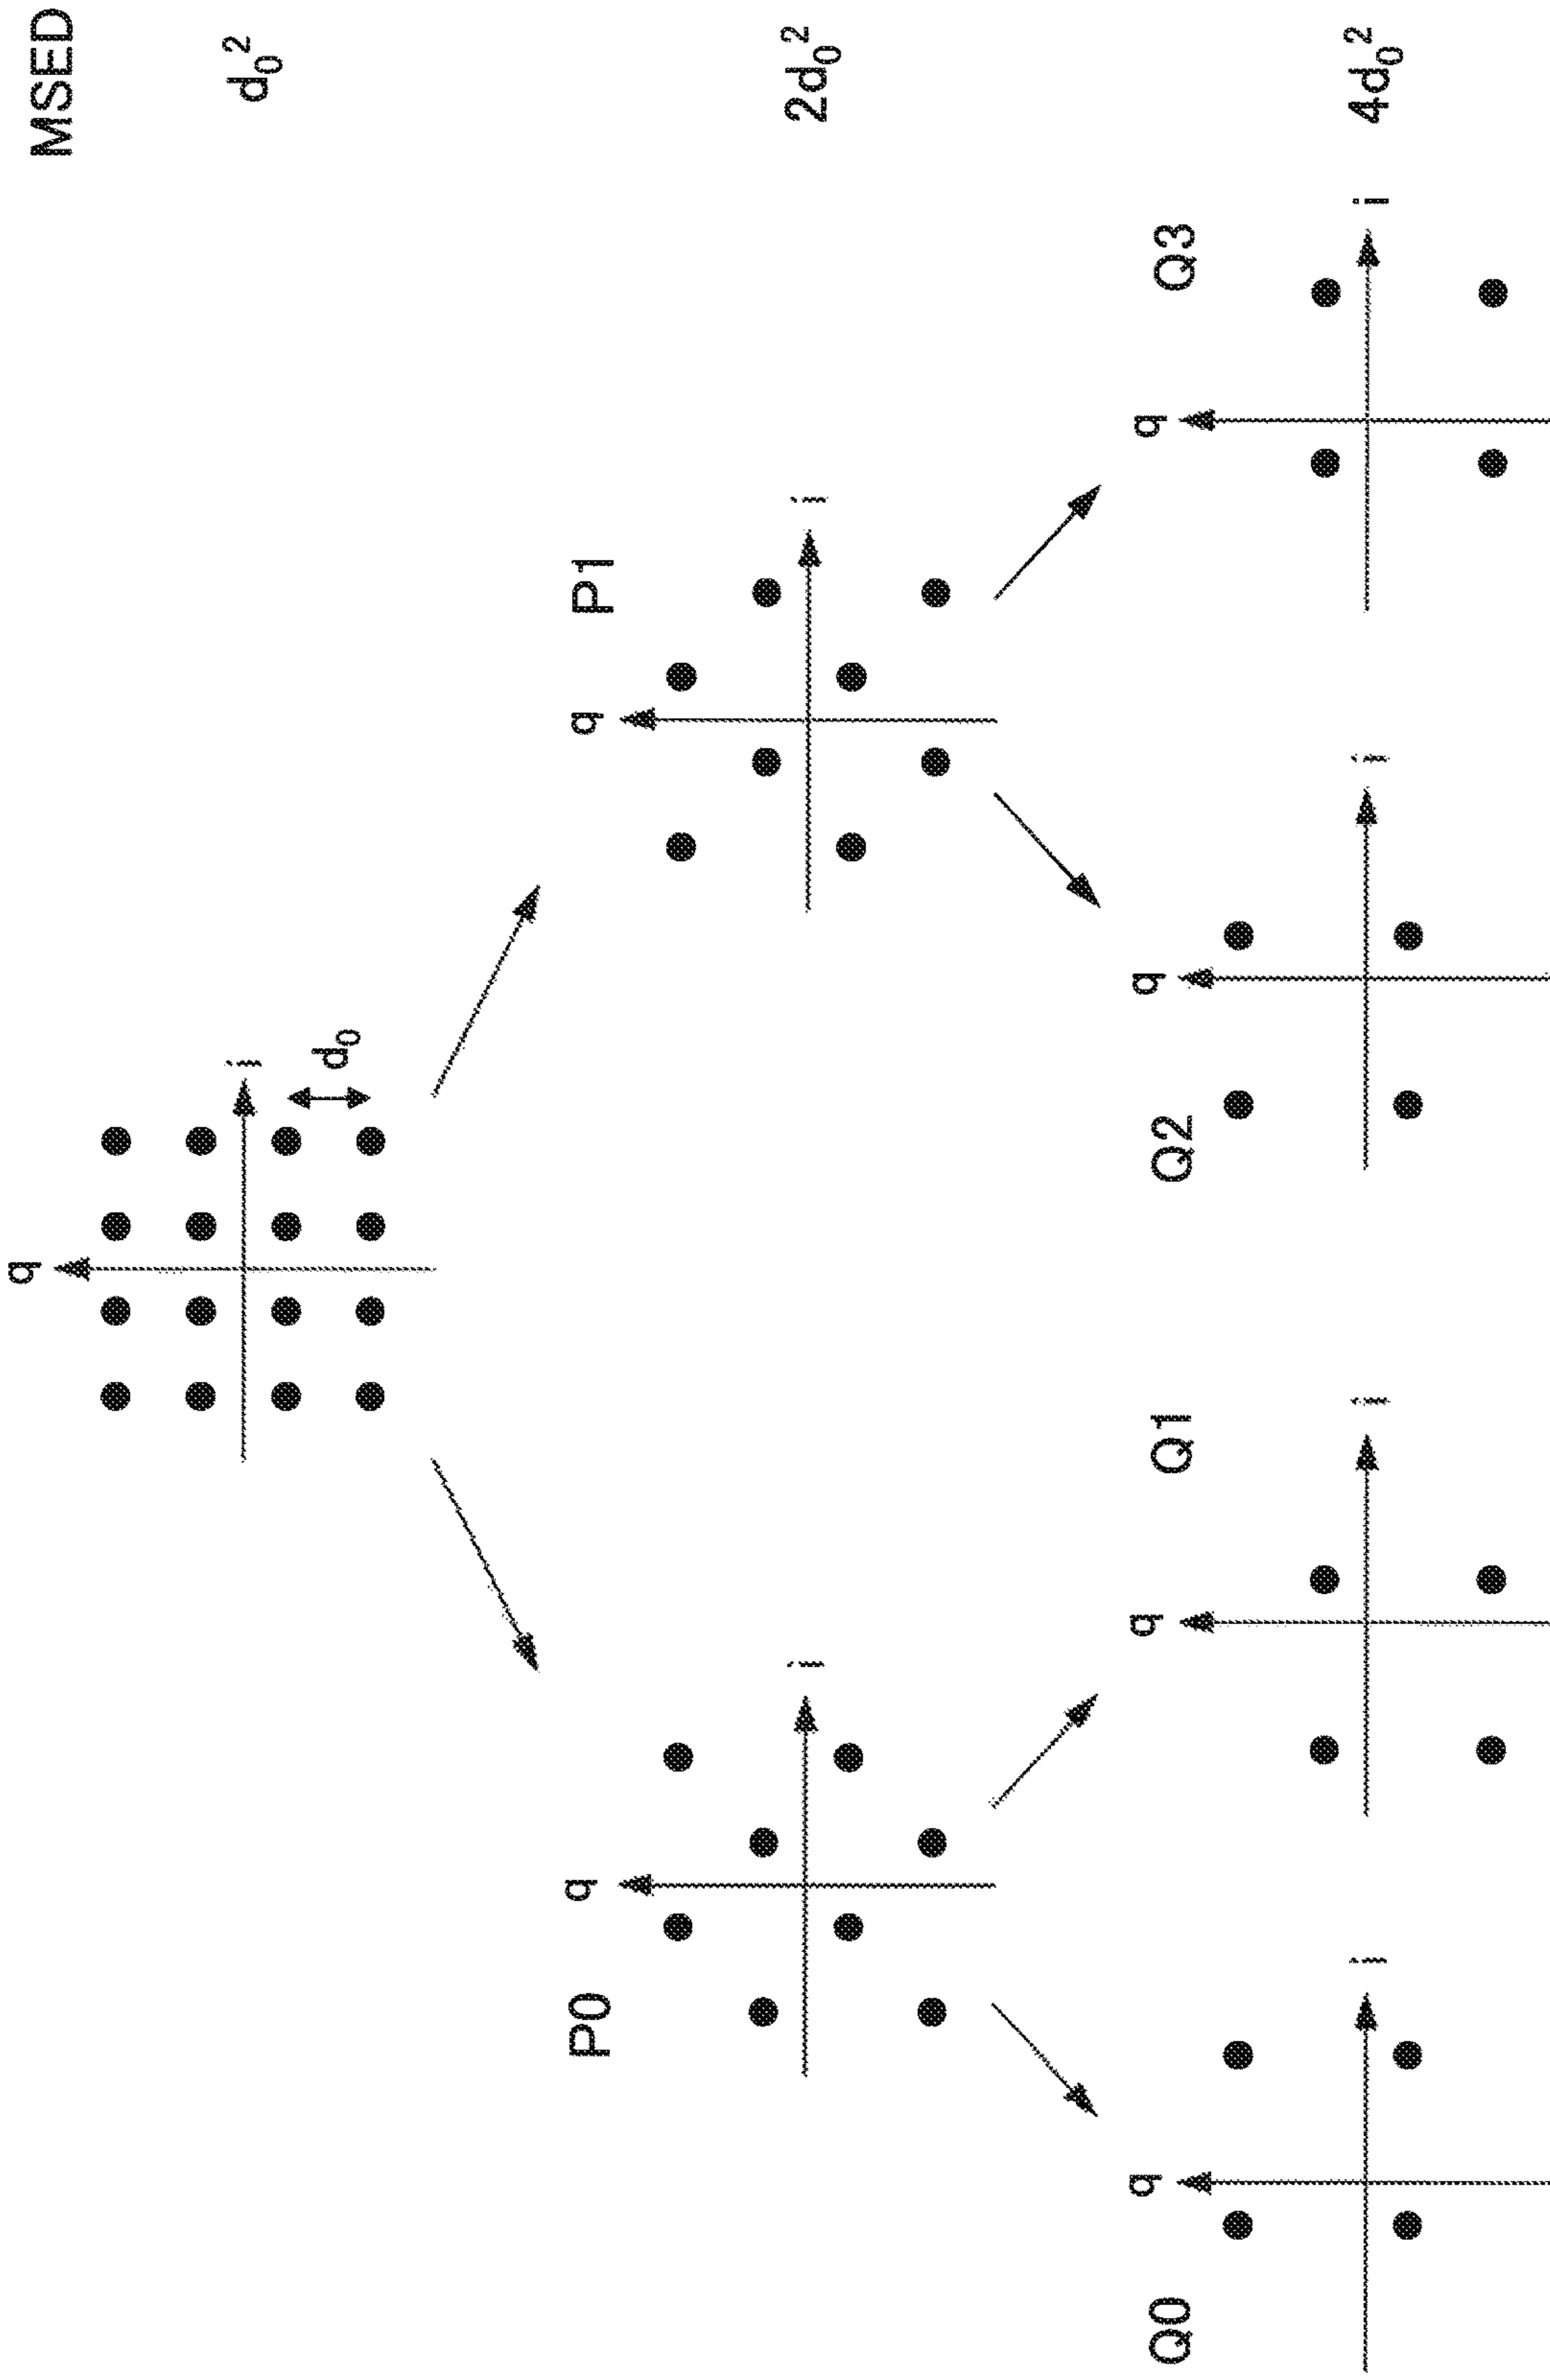 MSED
q
i
d₀
d₀²
P0
q
i
P1
q
i
2d₀²
Q0
q
i
Q1
q
i
Q2
q
i
Q3
q
i
4d₀²